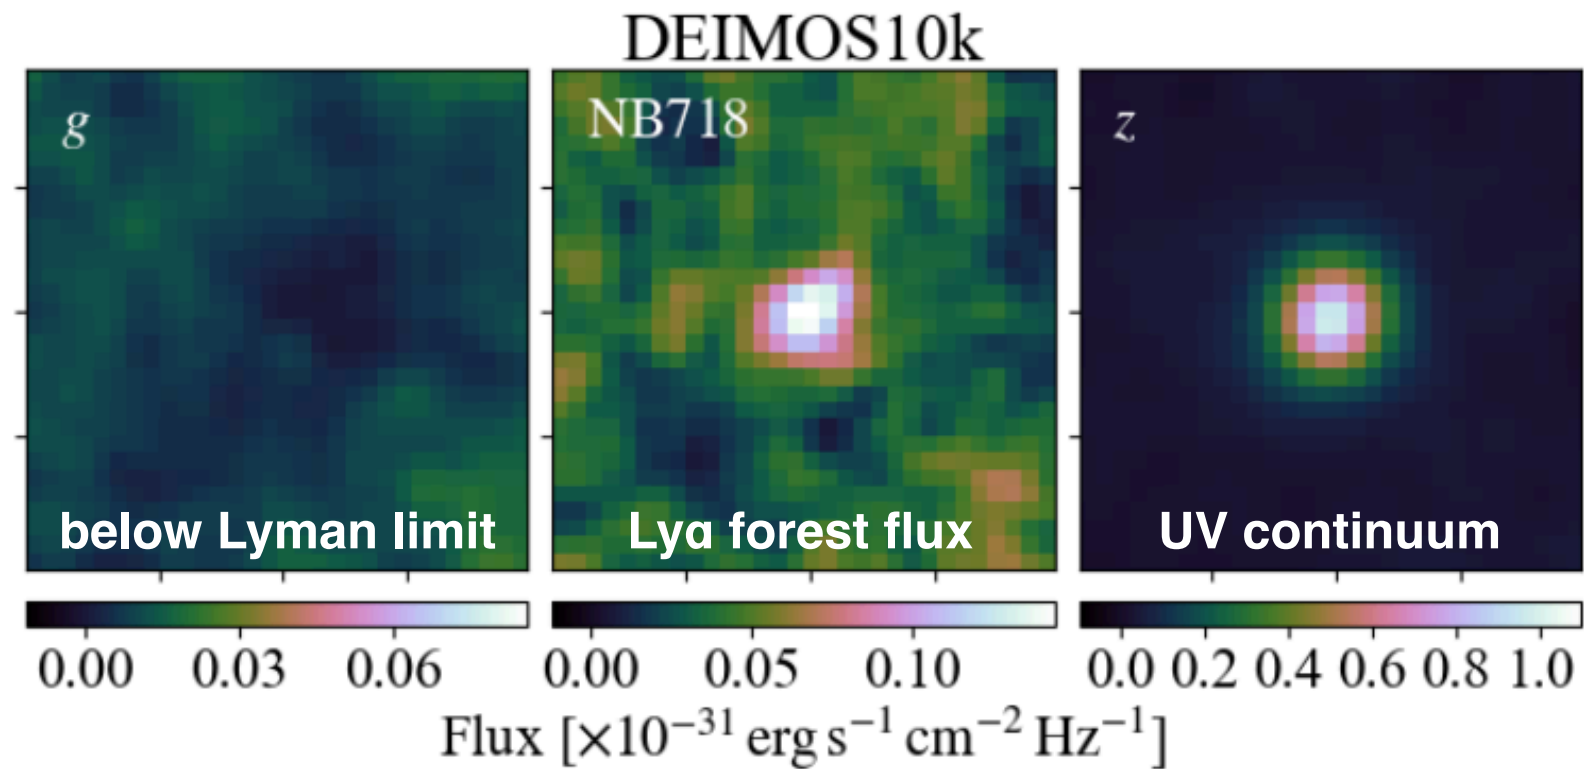 DEIMOS10k
g
NB718
z
below Lyman limit
Lyα forest flux
UV continuum
0.00 0.03 0.06
0.00 0.05 0.10
0.0 0.2 0.4 0.6 0.8 1.0
Flux [×10⁻³¹ erg s⁻¹ cm⁻² Hz⁻¹]